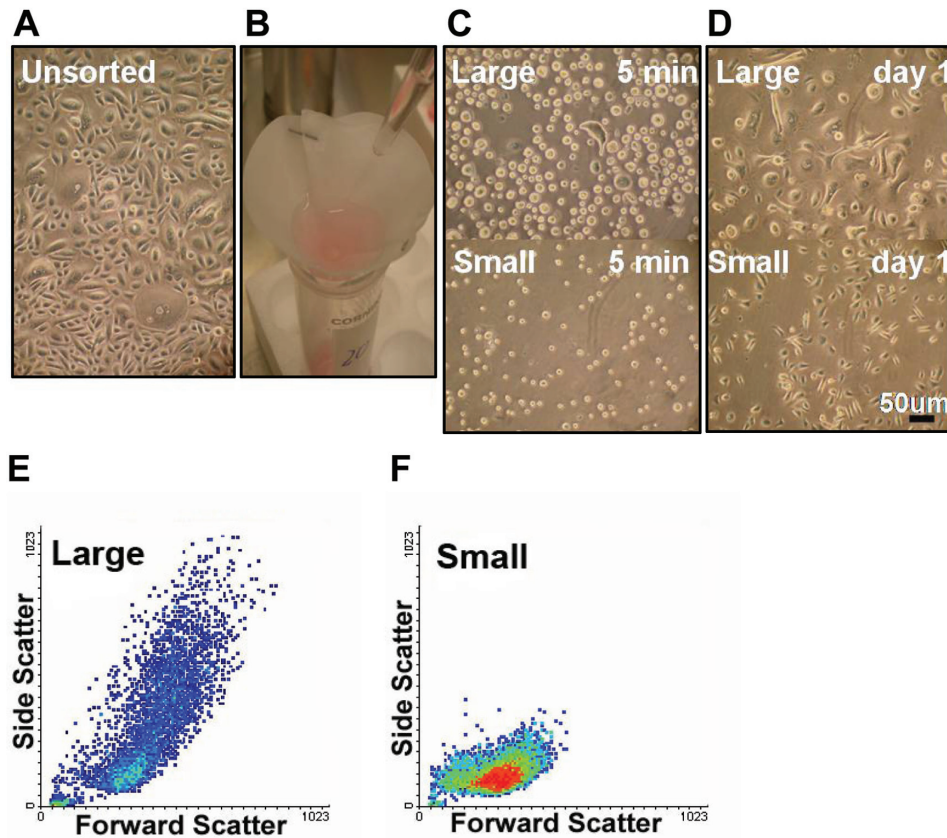 A
B
C
D
Unsorted
Large 5 min
Large day 1
Small 5 min
Small day 1
50um
E
F
1023
Large
Side Scatter
0
0
Forward Scatter
1023
1023
Small
Side Scatter
0
0
Forward Scatter
1023